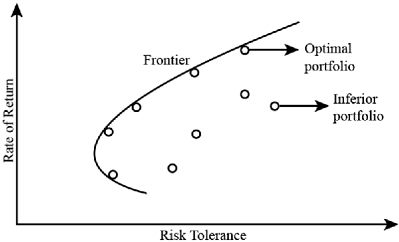 Frontier
Optimal
portfolio
Inferior
portfolio
Rate of Return
Risk Tolerance